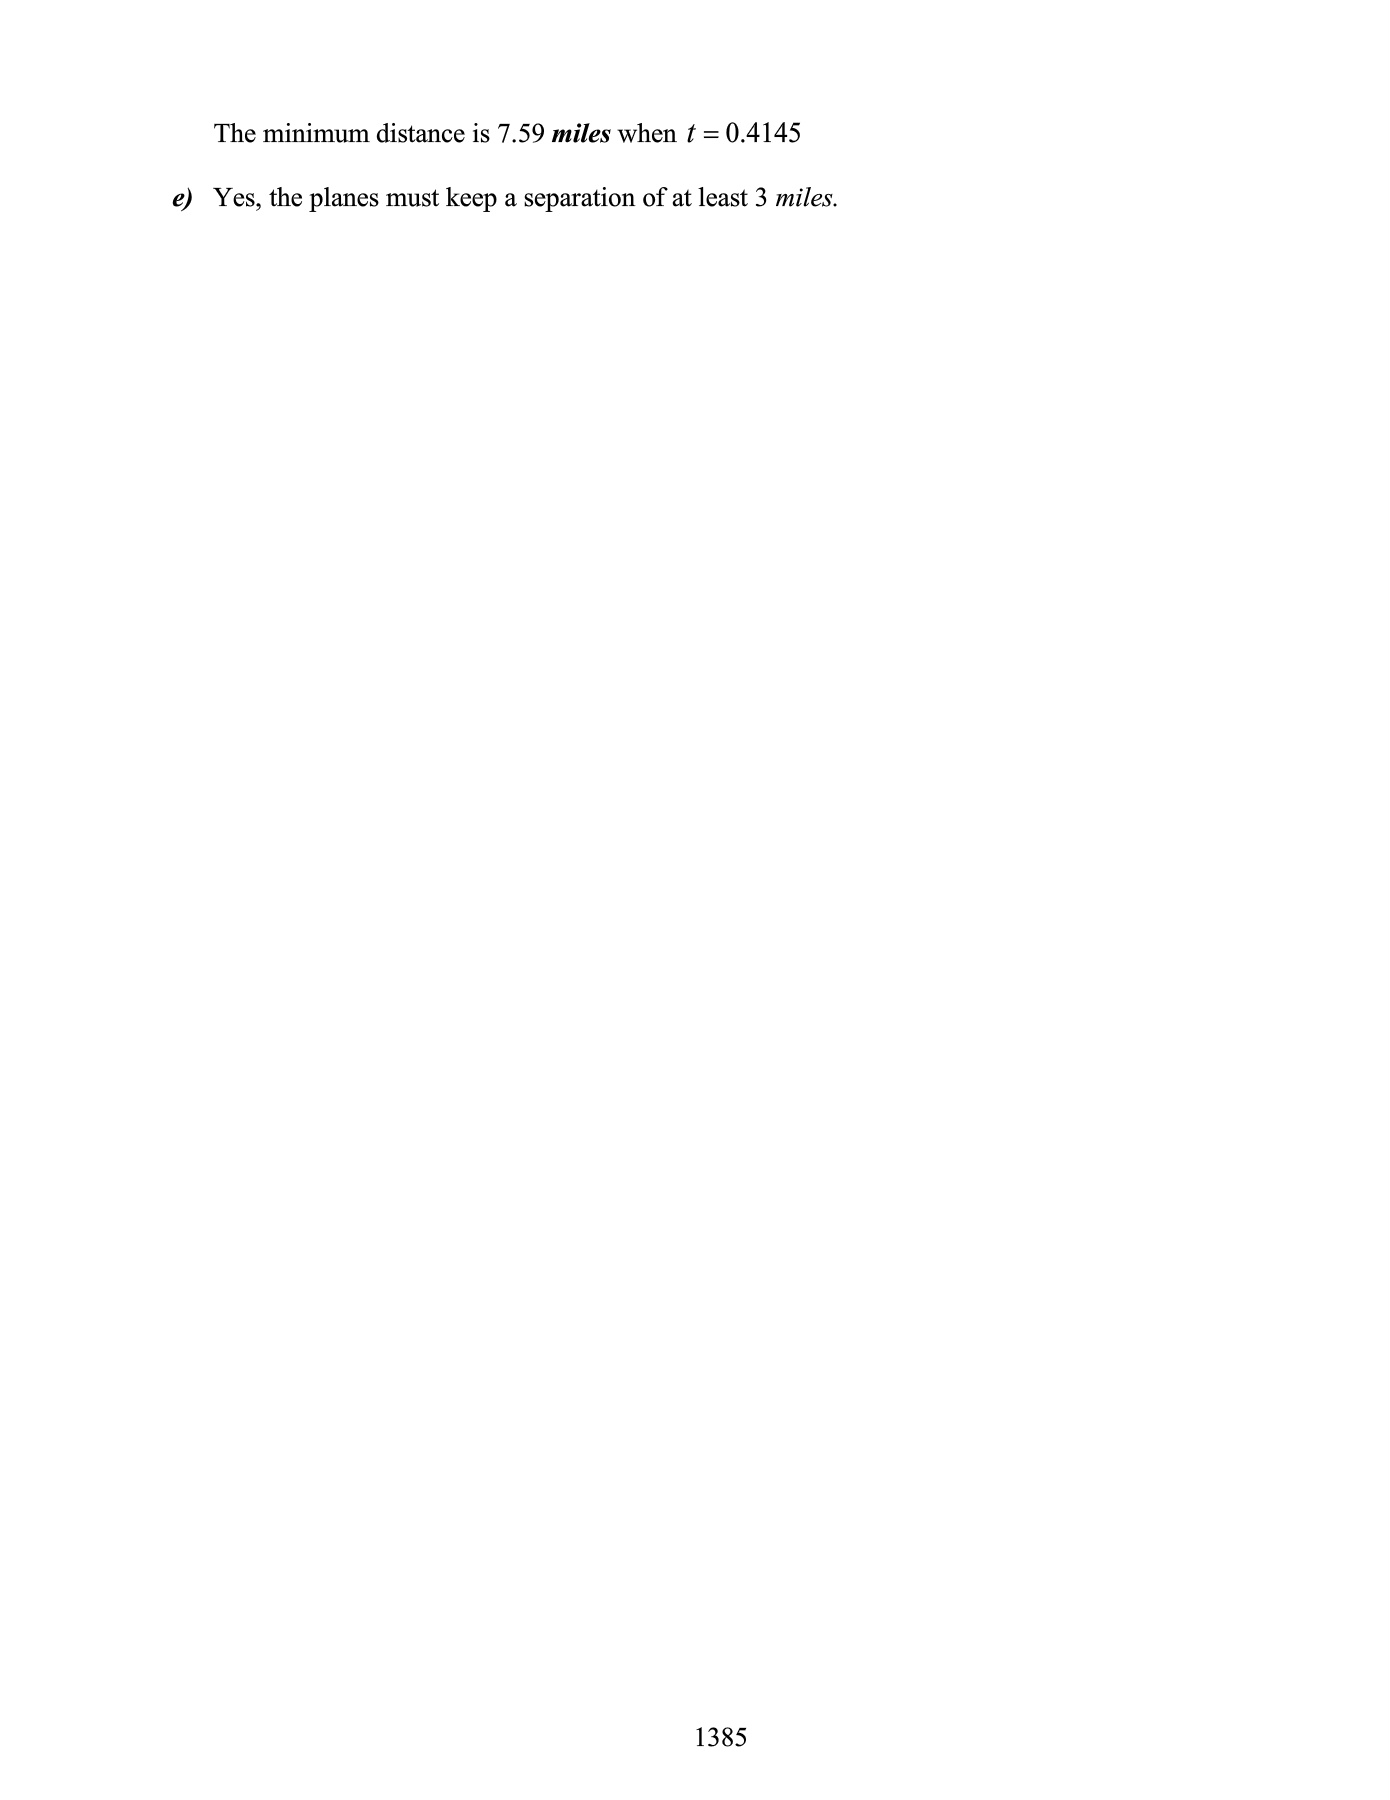 The minimum distance is 7.59 miles when t = 0.4145
e) Yes, the planes must keep a separation of at least 3 miles.
1385